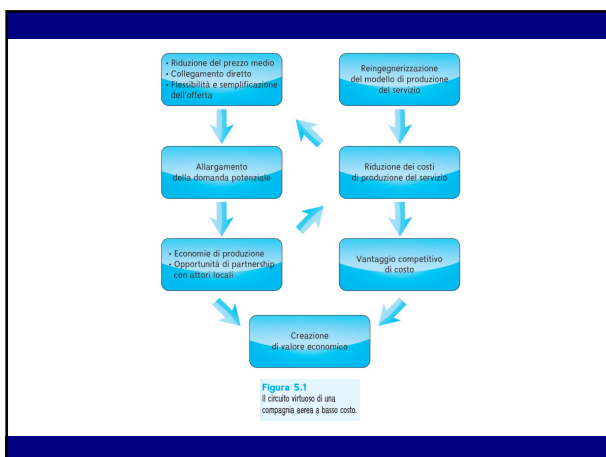 • Riduzione del prezzo medio
• Collegamento diretto
• Flessibilità e semplificazione
dell'offerta
Reingegnerizzazione
del modello di produzione
del servizio
Allargamento
della domanda potenziale
Riduzione dei costi
di produzione del servizio
• Economie di produzione
• Opportunità di partnership
con attori locali
Vantaggio competitivo
di costo
Creazione
di valore economico
Figura 5.1
Il circuito virtuoso di una
compagnia aerea a basso costo.